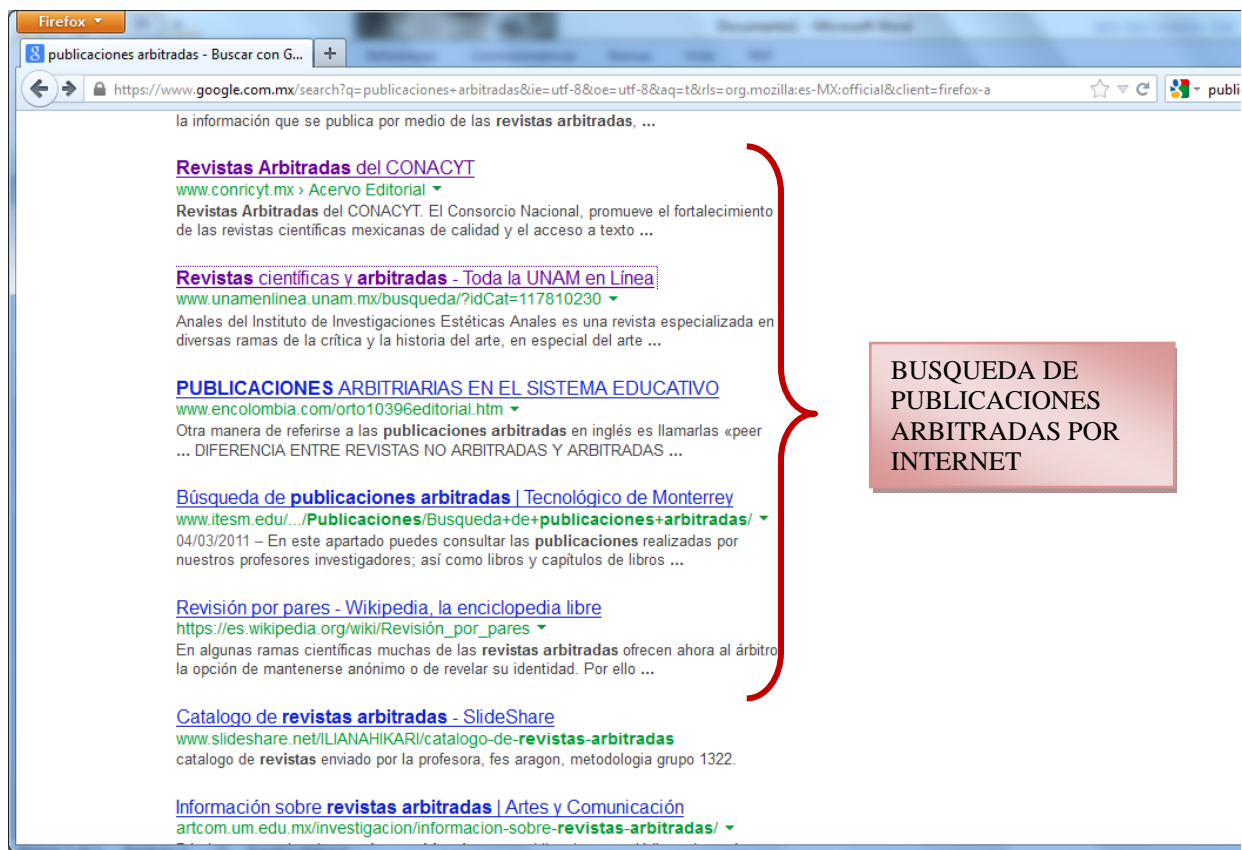 Firefox
publicaciones arbitradas - Buscar con G...
https://www.google.com.mx/search?q=publicaciones+arbitradas&ie=utf-8&oe=utf-8&aq=t&rls=org.mozilla:es-MX:official&client=firefox-a
publi
la información que se publica por medio de las revistas arbitradas, ...
Revistas Arbitradas del CONACYT
www.conricyt.mx › Acervo Editorial
Revistas Arbitradas del CONACYT. El Consorcio Nacional, promueve el fortalecimiento
de las revistas científicas mexicanas de calidad y el acceso a texto ...
Revistas científicas y arbitradas - Toda la UNAM en Línea
www.unamenlinea.unam.mx/busqueda/?idCat=117810230
Anales del Instituto de Investigaciones Estéticas Anales es una revista especializada en
diversas ramas de la crítica y la historia del arte, en especial del arte ...
PUBLICACIONES ARBITRIARIAS EN EL SISTEMA EDUCATIVO
www.encolombia.com/orto10396editorial.htm
Otra manera de referirse a las publicaciones arbitradas en inglés es llamarlas «peer
... DIFERENCIA ENTRE REVISTAS NO ARBITRADAS Y ARBITRADAS ...
Búsqueda de publicaciones arbitradas | Tecnológico de Monterrey
www.itesm.edu/.../Publicaciones/Busqueda+de+publicaciones+arbitradas/
04/03/2011 – En este apartado puedes consultar las publicaciones realizadas por
nuestros profesores investigadores; así como libros y capítulos de libros ...
Revisión por pares - Wikipedia, la enciclopedia libre
https://es.wikipedia.org/wiki/Revisión_por_pares
En algunas ramas científicas muchas de las revistas arbitradas ofrecen ahora al árbitro
la opción de mantenerse anónimo o de revelar su identidad. Por ello ...
Catalogo de revistas arbitradas - SlideShare
www.slideshare.net/ILIANAHIKARI/catalogo-de-revistas-arbitradas
catalogo de revistas enviado por la profesora, fes aragon, metodologia grupo 1322.
Información sobre revistas arbitradas | Artes y Comunicación
artcom.um.edu.mx/investigacion/informacion-sobre-revistas-arbitradas/
BUSQUEDA DE
PUBLICACIONES
ARBITRADAS POR
INTERNET